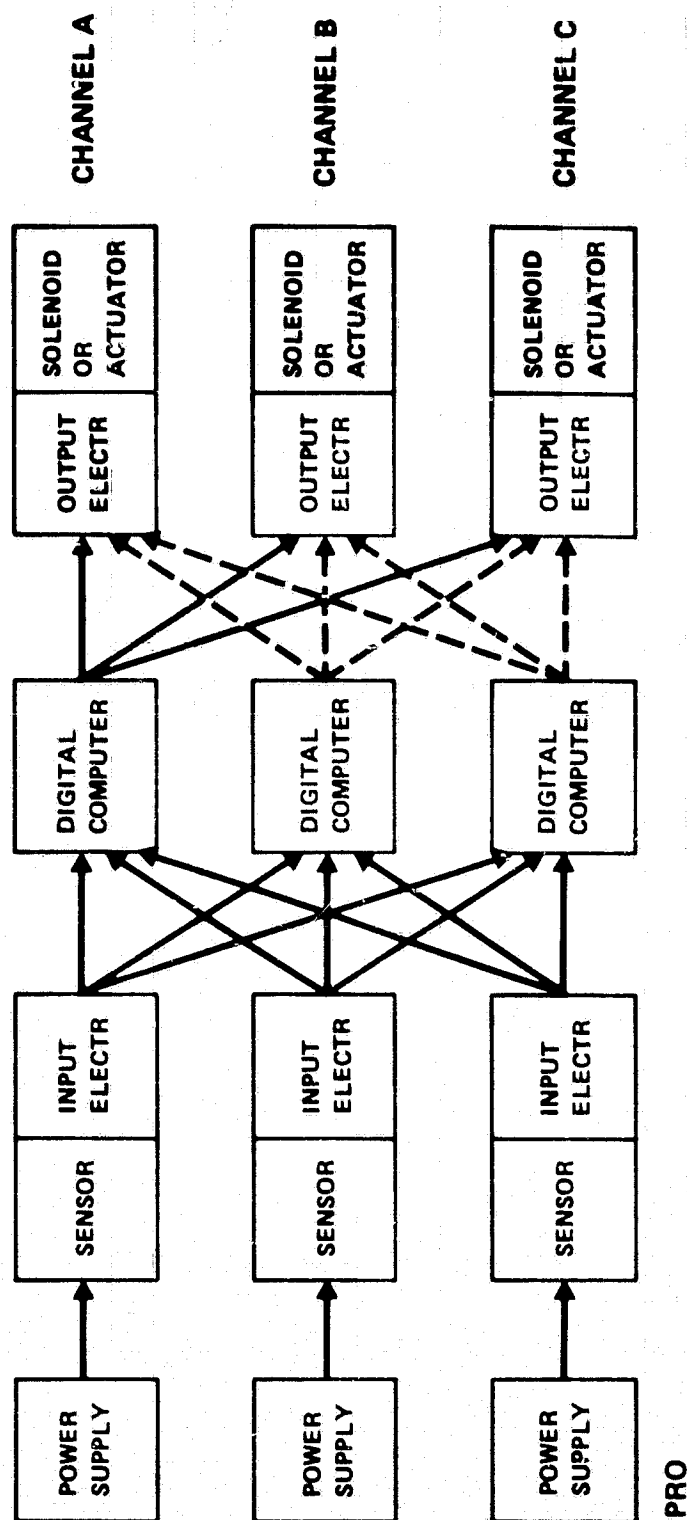 POWER
SUPPLY
SENSOR
INPUT
ELECTR
DIGITAL
COMPUTER
OUTPUT
ELECTR
SOLENOID
OR
ACTUATOR
CHANNEL A
POWER
SUPPLY
SENSOR
INPUT
ELECTR
DIGITAL
COMPUTER
OUTPUT
ELECTR
SOLENOID
OR
ACTUATOR
CHANNEL B
POWER
SUPPLY
SENSOR
INPUT
ELECTR
DIGITAL
COMPUTER
OUTPUT
ELECTR
SOLENOID
OR
ACTUATOR
CHANNEL C
PRO